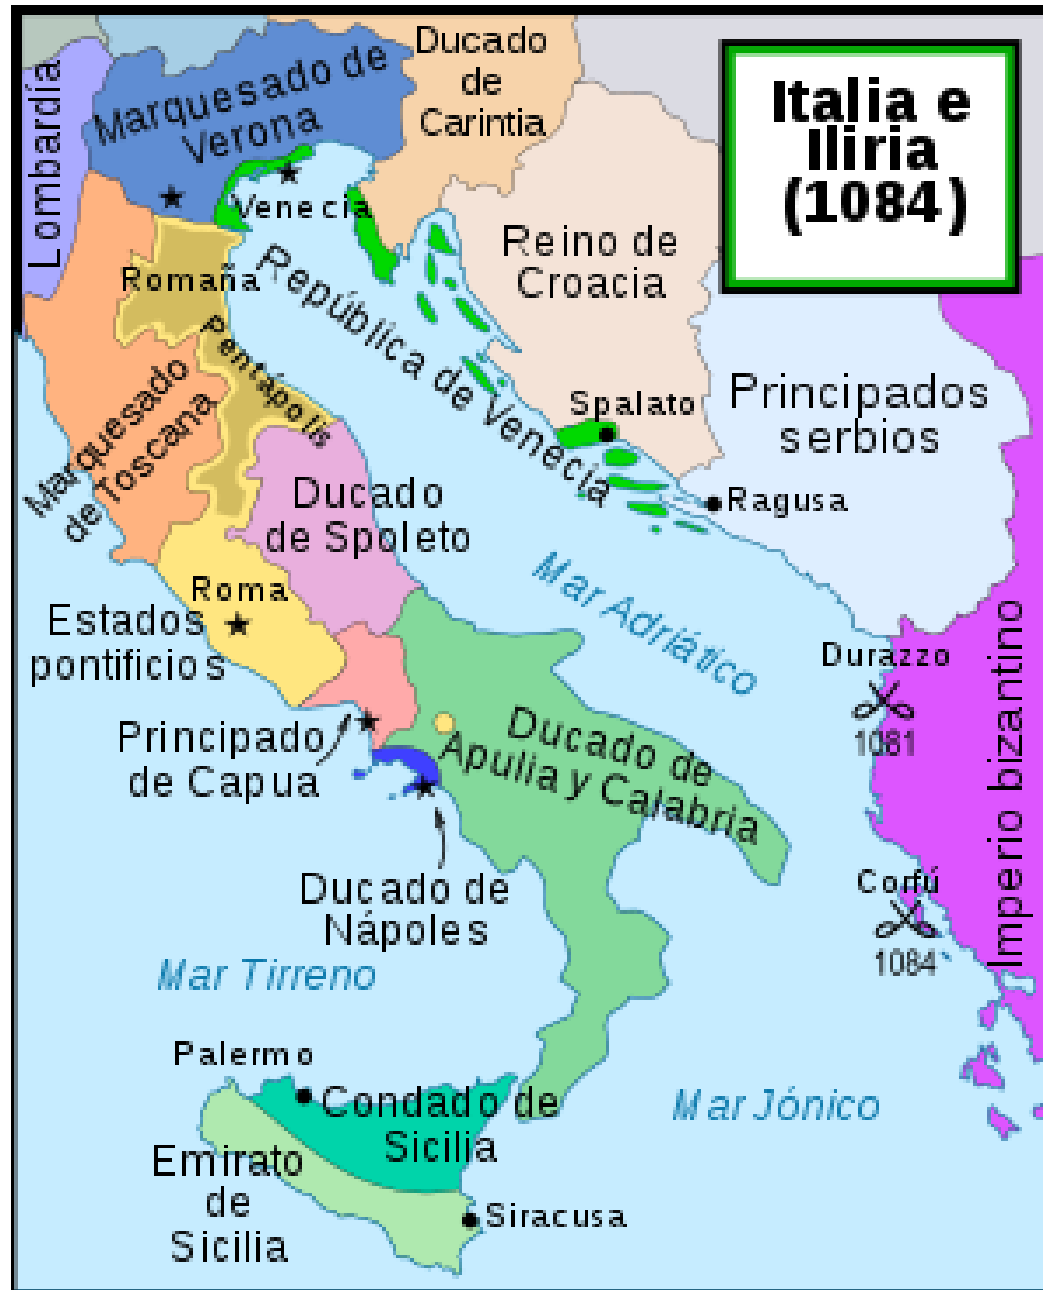 Italia e
Iliria
(1084)
Ducado
de
Carintia
Marquesado de
Verona
Lombardía
Venecia
Romaña
Reino de
Croacia
República de Venecia
Pentápolis
Marquesado
de Toscana
Spalato
Principados
serbios
Ragusa
Ducado
de Spoleto
Mar Adriático
Roma
Estados
pontificios
Durazzo
1081
Imperio bizantino
Principado
de Capua
Ducado de
Apulia y Calabria
Corfú
1084
Ducado de
Nápoles
Mar Tirreno
Palermo
Condado de
Sicilia
Mar Jónico
Emirato
de
Sicilia
Siracusa